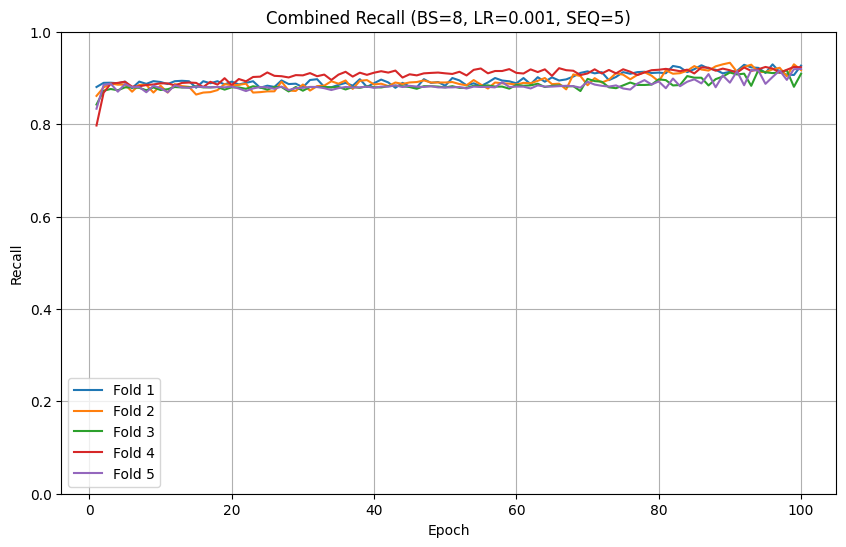 Combined Recall (BS=8, LR=0.001, SEQ=5)
1.0
0.8
0.6
0.4
0.2
0.0
Recall
Fold 1
Fold 2
Fold 3
Fold 4
Fold 5
0 20 40 60 80 100
Epoch